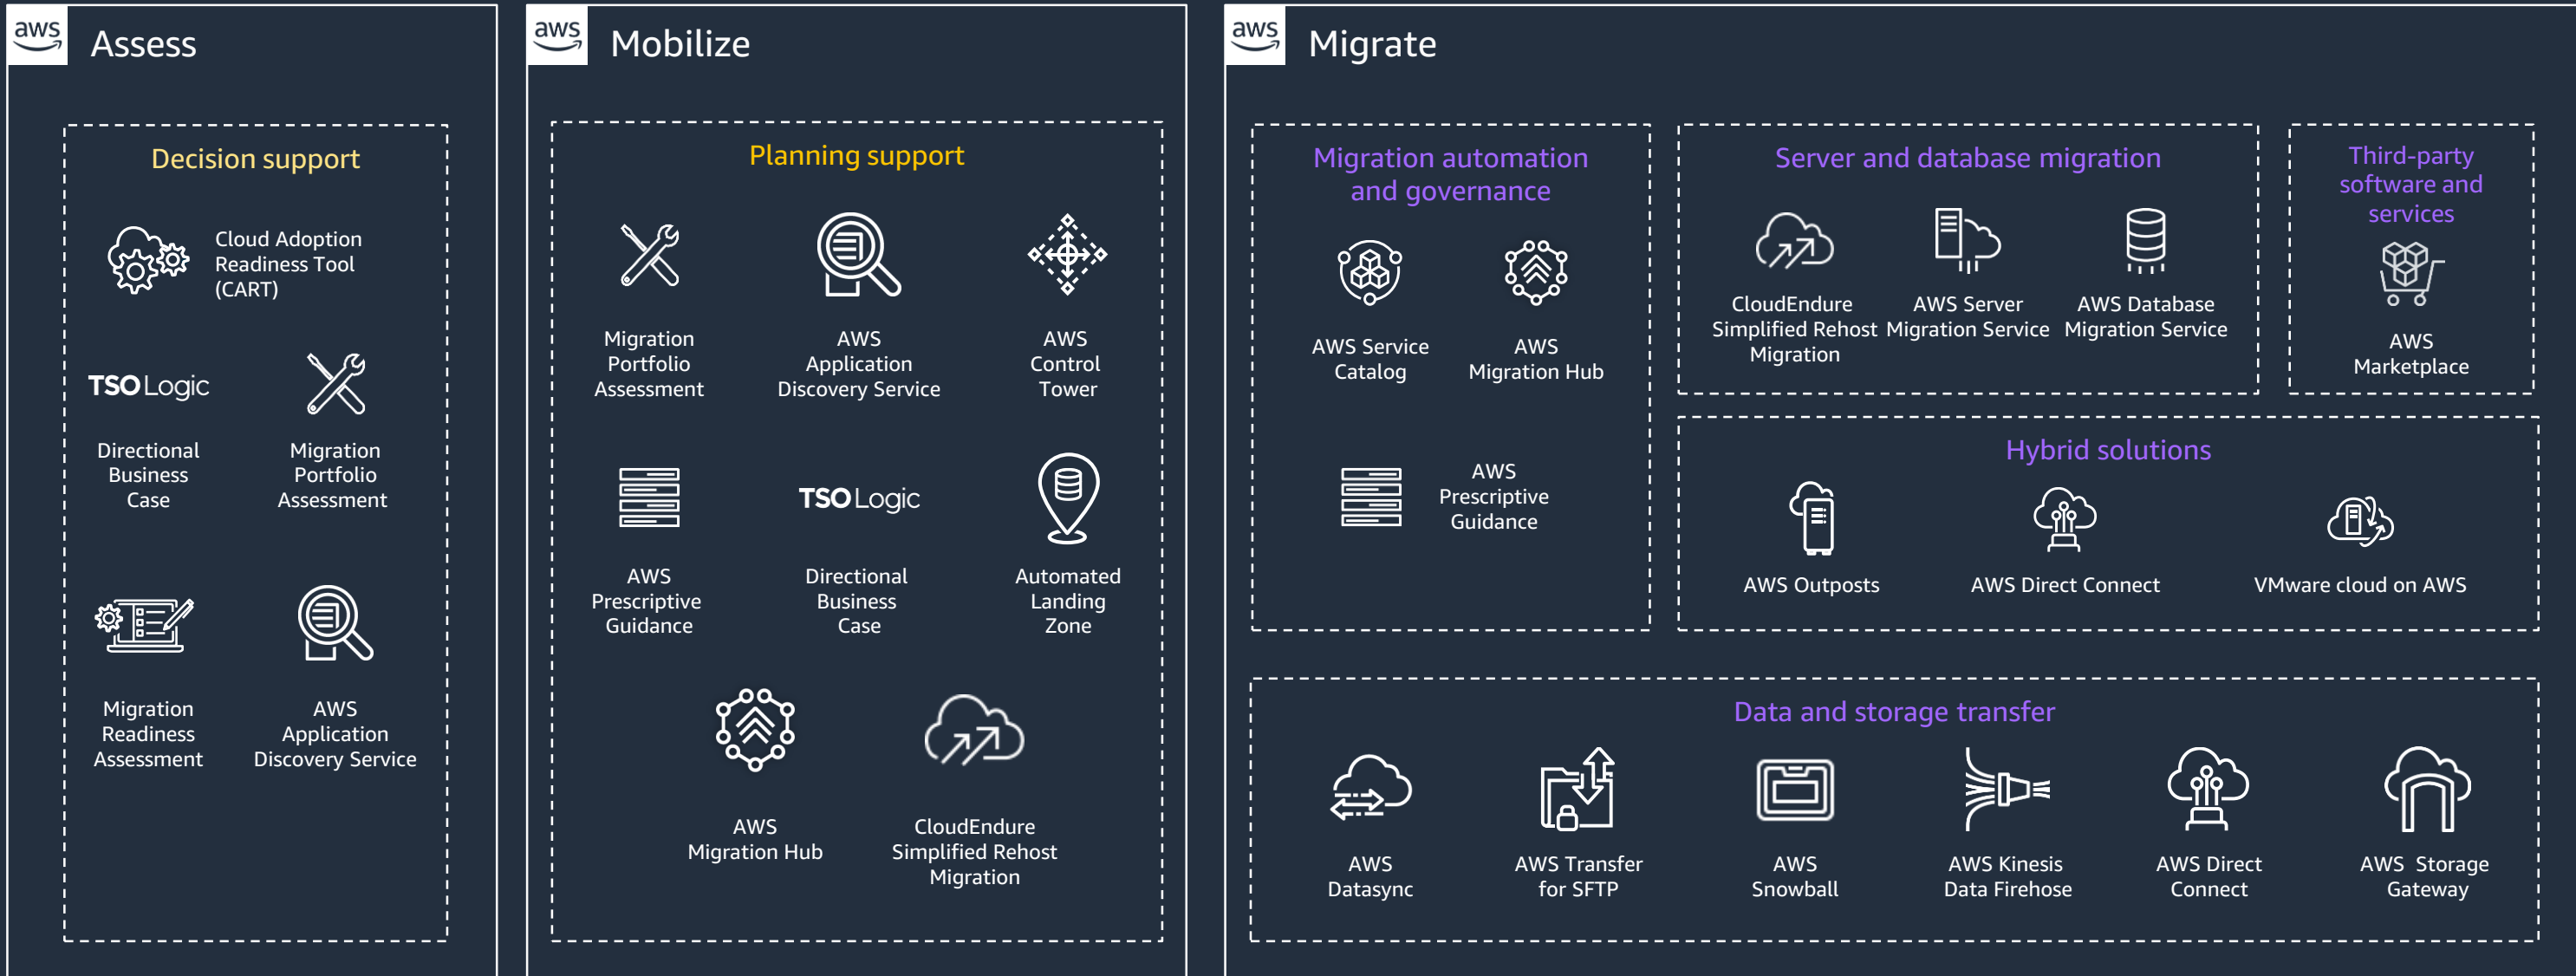 aws
Assess
Decision support
Cloud Adoption
Readiness Tool
(CART)
TSO Logic
Directional
Business
Case
Migration
Portfolio
Assessment
Migration
Readiness
Assessment
AWS
Application
Discovery Service
aws
Mobilize
Planning support
Migration
Portfolio
Assessment
AWS
Application
Discovery Service
AWS
Control
Tower
AWS
Prescriptive
Guidance
TSO Logic
Directional
Business
Case
Automated
Landing
Zone
AWS
Migration Hub
CloudEndure
Simplified Rehost
Migration
aws
Migrate
Migration automation
and governance
AWS Service
Catalog
AWS
Migration Hub
AWS
Prescriptive
Guidance
Server and database migration
CloudEndure
Simplified Rehost
Migration
AWS Server
Migration Service
AWS Database
Migration Service
Third-party
software and
services
AWS
Marketplace
Hybrid solutions
AWS Outposts
AWS Direct Connect
VMware cloud on AWS
Data and storage transfer
AWS
Datasync
AWS Transfer
for SFTP
AWS
Snowball
AWS Kinesis
Data Firehose
AWS Direct
Connect
AWS Storage
Gateway